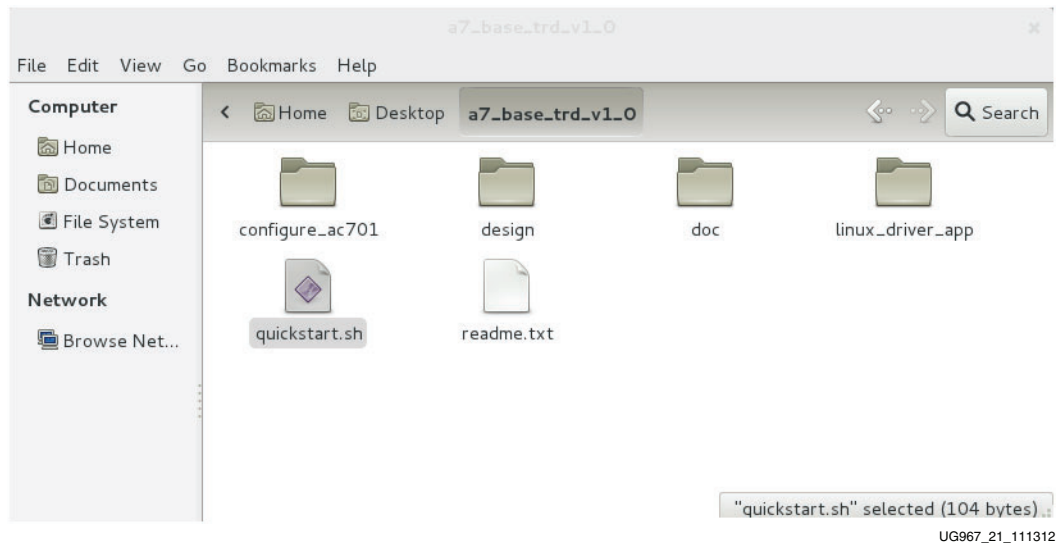 a7_base_trd_v1_0
File Edit View Go Bookmarks Help
Computer
Home
Documents
File System
Trash
Network
Browse Net...
Home Desktop a7_base_trd_v1_0 Search
configure_ac701 design doc linux_driver_app
quickstart.sh readme.txt
"quickstart.sh" selected (104 bytes)
UG967_21_111312